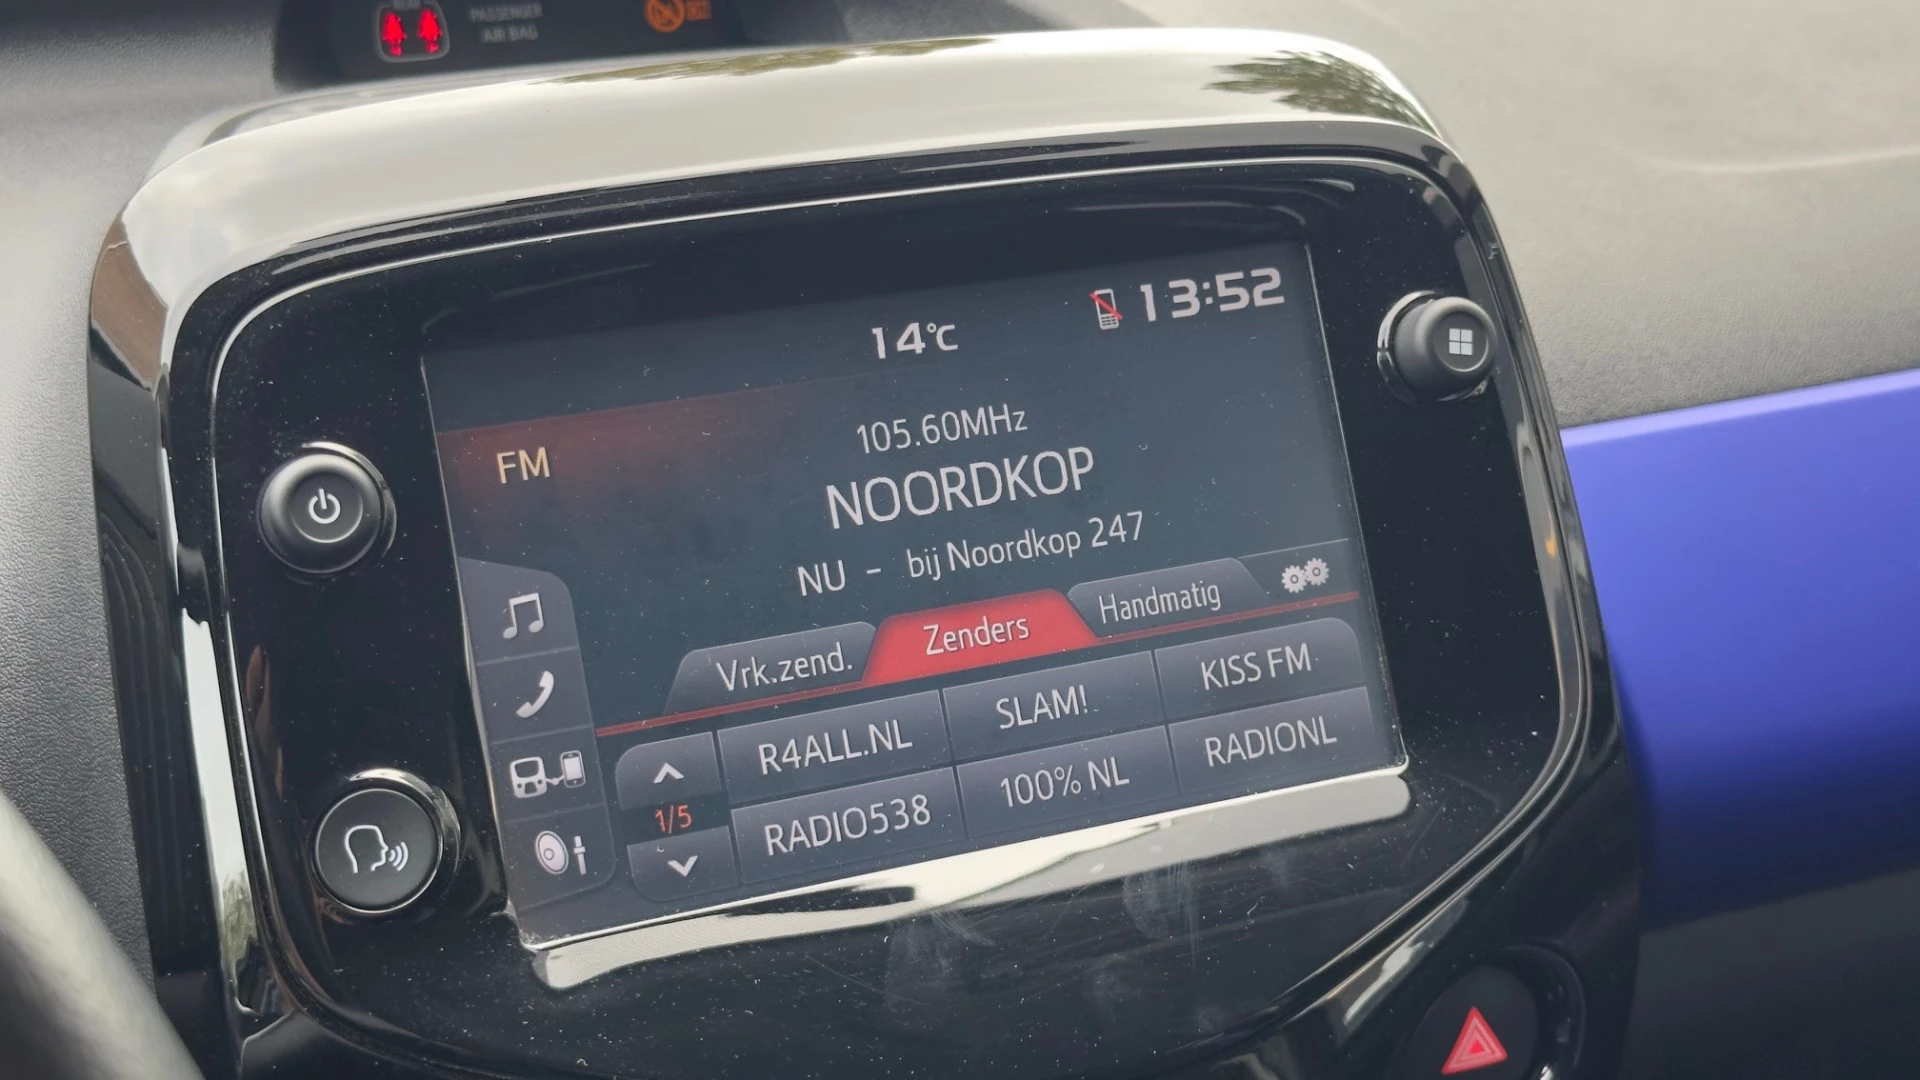 REAR
PASSENGER
AIR BAG
14°C
13:52
FM
105.60MHz
NOORDKOP
NU - bij Noordkop 247
Vrk.zend.
Zenders
Handmatig
R4ALL.NL
SLAM!
KISS FM
1/5
RADIO538
100% NL
RADIONL